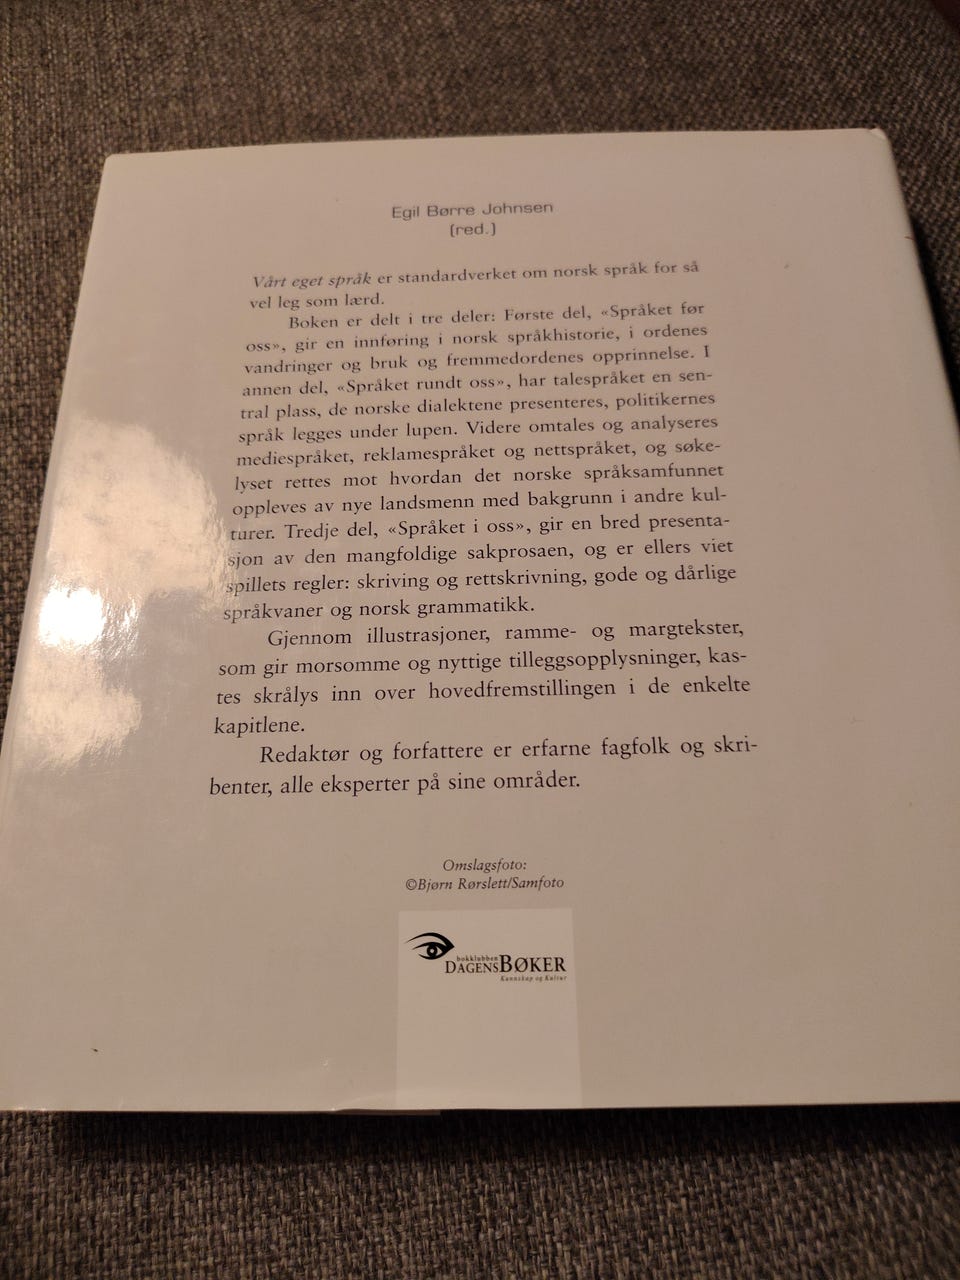 Egil Børre Johnsen
(red.)
Vårt eget språk er standardverket om norsk språk for så
vel leg som lærd.
Boken er delt i tre deler: Første del, «Språket før
oss», gir en innføring i norsk språkhistorie, i ordenes
vandringer og bruk og fremmedordenes opprinnelse. I
annen del, «Språket rundt oss», har talespråket en sen-
tral plass, de norske dialektene presenteres, politikernes
språk legges under lupen. Videre omtales og analyseres
mediespråket, reklamespråket og nettspråket, og søke-
lyset rettes mot hvordan det norske språksamfunnet
oppleves av nye landsmenn med bakgrunn i andre kul-
turer. Tredje del, «Språket i oss», gir en bred presenta-
sjon av den mangfoldige sakprosaen, og er ellers viet
spillets regler: skriving og rettskrivning, gode og dårlige
språkvaner og norsk grammatikk.
Gjennom illustrasjoner, ramme- og margtekster,
som gir morsomme og nyttige tilleggsopplysninger, kas-
tes skrålys inn over hovedfremstillingen i de enkelte
kapitlene.
Redaktør og forfattere er erfarne fagfolk og skri-
benter, alle eksperter på sine områder.
Omslagsfoto:
©Bjørn Rørslett/Samfoto
bokklubben
DAGENSBØKER
Kunnskap og Kultur